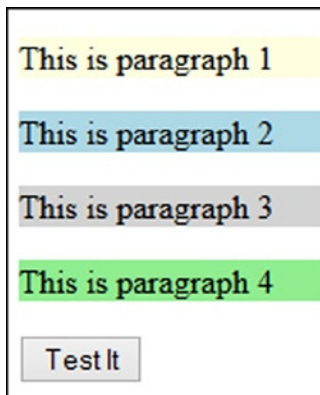 This is paragraph 1
This is paragraph 2
This is paragraph 3
This is paragraph 4
Test It